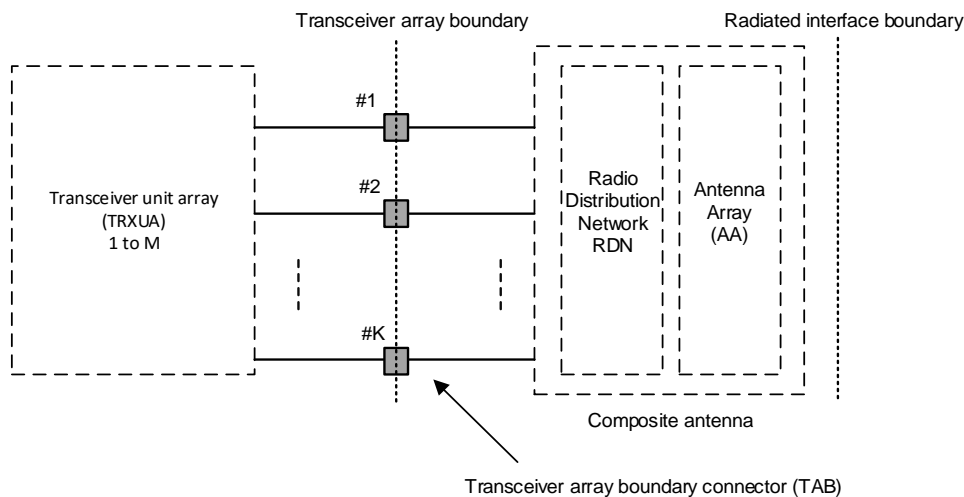 Transceiver array boundary
Radiated interface boundary
#1
#2
#K
Transceiver unit array
(TRXUA)
1 to M
Radio
Distribution
Network
RDN
Antenna
Array
(AA)
Composite antenna
Transceiver array boundary connector (TAB)